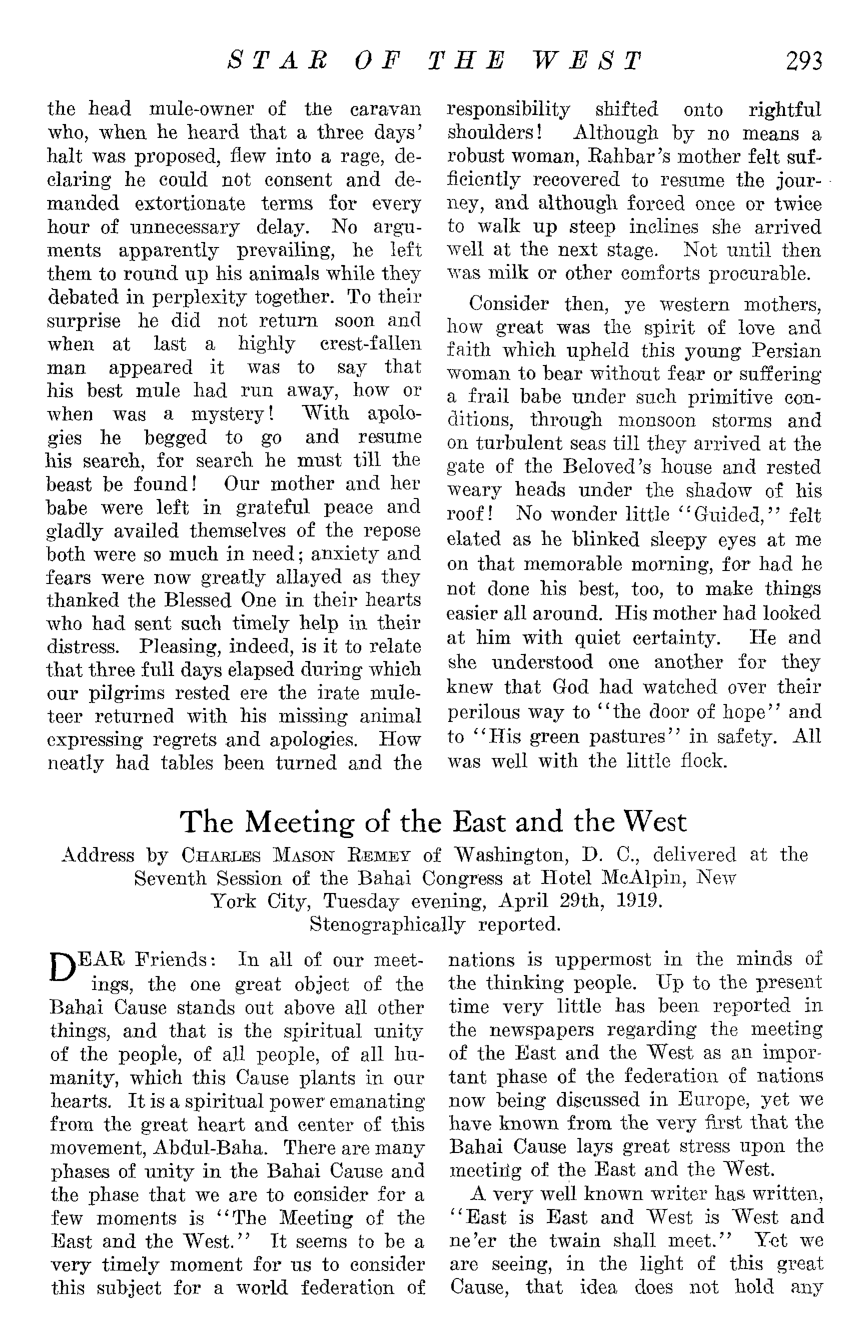 STAR OF THE WEST 293
the head mule-owner of the caravan
who, when he heard that a three days'
halt was proposed, flew into a rage, de-
claring he could not consent and de-
manded extortionate terms for every
hour of unnecessary delay. No argu-
ments apparently prevailing, he left
them to round up his animals while they
debated in perplexity together. To their
surprise he did not return soon and
when at last a highly crest-fallen
man appeared it was to say that
his best mule had run away, how or
when was a mystery! With apolo-
gies he begged to go and resume
his search, for search he must till the
beast be found! Our mother and her
babe were left in grateful peace and
gladly availed themselves of the repose
both were so much in need; anxiety and
fears were now greatly allayed as they
thanked the Blessed One in their hearts
who had sent such timely help in their
distress. Pleasing, indeed, is it to relate
that three full days elapsed during which
our pilgrims rested ere the irate mule-
teer returned with his missing animal
expressing regrets and apologies. How
neatly had tables been turned and the
responsibility shifted onto rightful
shoulders! Although by no means a
robust woman, Rahbar's mother felt suf-
ficiently recovered to resume the jour-
ney, and although forced once or twice
to walk up steep inclines she arrived
well at the next stage. Not until then
was milk or other comforts procurable.
Consider then, ye western mothers,
how great was the spirit of love and
faith which upheld this young Persian
woman to bear without fear or suffering
a frail babe under such primitive con-
ditions, through monsoon storms and
on turbulent seas till they arrived at the
gate of the Beloved's house and rested
weary heads under the shadow of his
roof! No wonder little "Guided," felt
elated as he blinked sleepy eyes at me
on that memorable morning, for had he
not done his best, too, to make things
easier all around. His mother had looked
at him with quiet certainty. He and
she understood one another for they
knew that God had watched over their
perilous way to "the door of hope" and
to "His green pastures" in safety. All
was well with the little flock.
The Meeting of the East and the West
Address by CHARLES MASON REMEY of Washington, D. C., delivered at the
Seventh Session of the Bahai Congress at Hotel McAlpin, New
York City, Tuesday evening, April 29th, 1919.
Stenographically reported.
DEAR Friends: In all of our meet-
ings, the one great object of the
Bahai Cause stands out above all other
things, and that is the spiritual unity
of the people, of all people, of all hu-
manity, which this Cause plants in our
hearts. It is a spiritual power emanating
from the great heart and center of this
movement, Abdul-Baha. There are many
phases of unity in the Bahai Cause and
the phase that we are to consider for a
few moments is "The Meeting of the
East and the West." It seems to be a
very timely moment for us to consider
this subject for a world federation of
nations is uppermost in the minds of
the thinking people. Up to the present
time very little has been reported in
the newspapers regarding the meeting
of the East and the West as an impor-
tant phase of the federation of nations
now being discussed in Europe, yet we
have known from the very first that the
Bahai Cause lays great stress upon the
meeting of the East and the West.
A very well known writer has written,
"East is East and West is West and
ne'er the twain shall meet." Yet we
are seeing, in the light of this great
Cause, that idea does not hold any